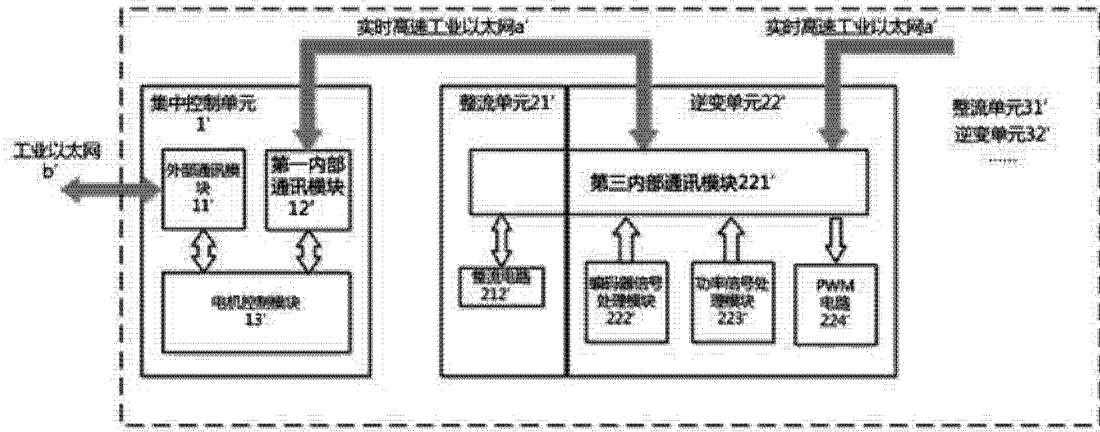 实时高速工业以太网a'
实时高速工业以太网a'
集中控制单元
1'
整流单元21'
逆变单元22'
整流单元31'
逆变单元32'
……
工业以太网
b'
外部通讯模
块
11'
第一内部
通讯模块
12'
第三内部通讯模块221'
电机控制模块
13'
整流电路
212'
编码器信号
处理模块
222'
功率信号处
理模块
223'
PWM
电路
224'